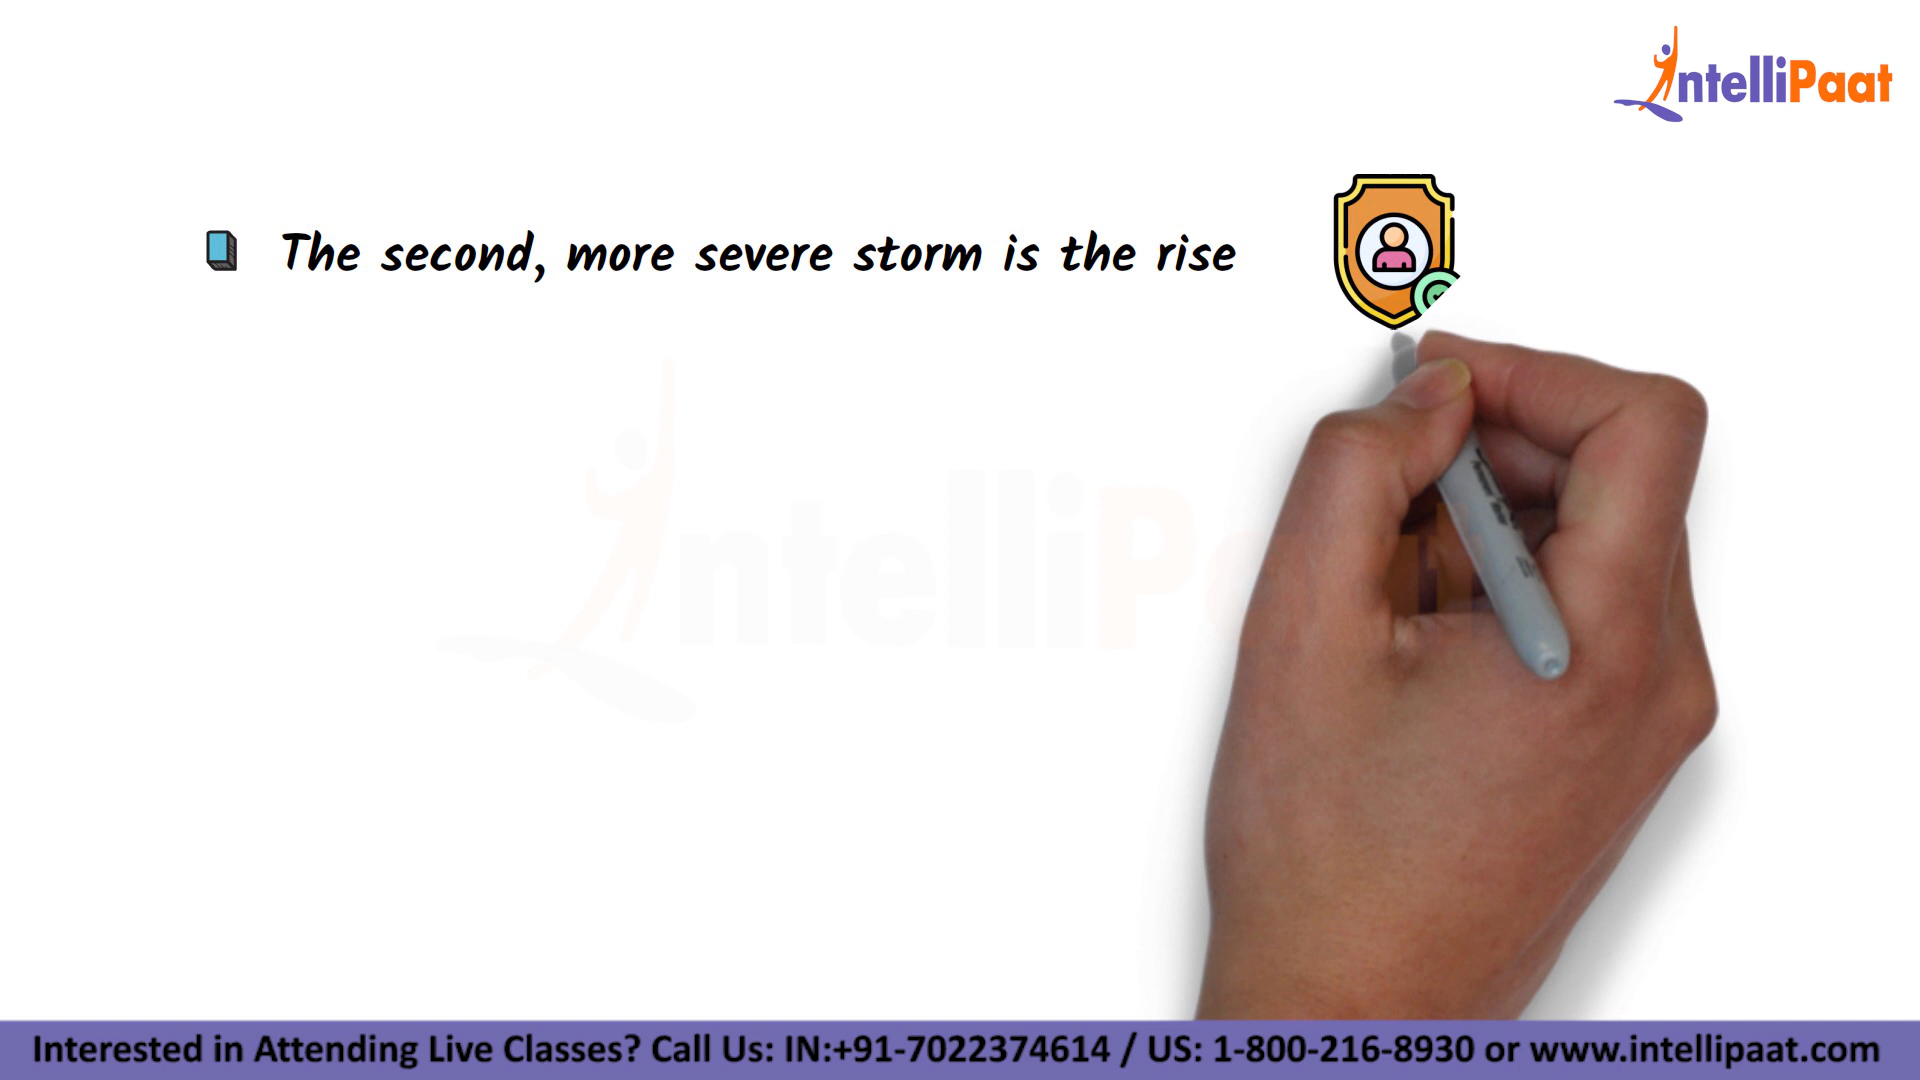 IntelliPaat
The second, more severe storm is the rise
Interested in Attending Live Classes? Call Us: IN:+91-7022374614 / US: 1-800-216-8930 or www.intellipaat.com